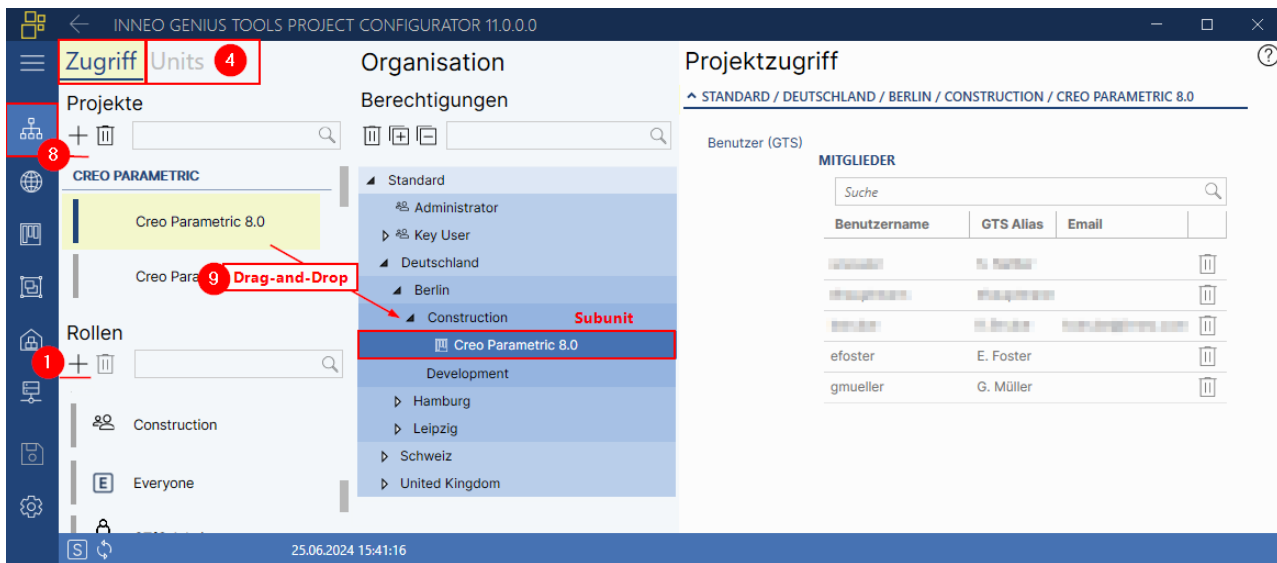 INNEO GENIUS TOOLS PROJECT CONFIGURATOR 11.0.0.0
Zugriff Units 4
Projekte
8
CREO PARAMETRIC
Creo Parametric 8.0
Creo Para
9 Drag-and-Drop
Rollen
1
Construction
E Everyone
Organisation
Berechtigungen
Standard
Administrator
Key User
Deutschland
Berlin
Construction Subunit
Creo Parametric 8.0
Development
Hamburg
Leipzig
Schweiz
United Kingdom
Projektzugriff
?
STANDARD / DEUTSCHLAND / BERLIN / CONSTRUCTION / CREO PARAMETRIC 8.0
Benutzer (GTS)
MITGLIEDER
Suche
Benutzername GTS Alias Email
efoster E. Foster
gmueller G. Müller
S 25.06.2024 15:41:16